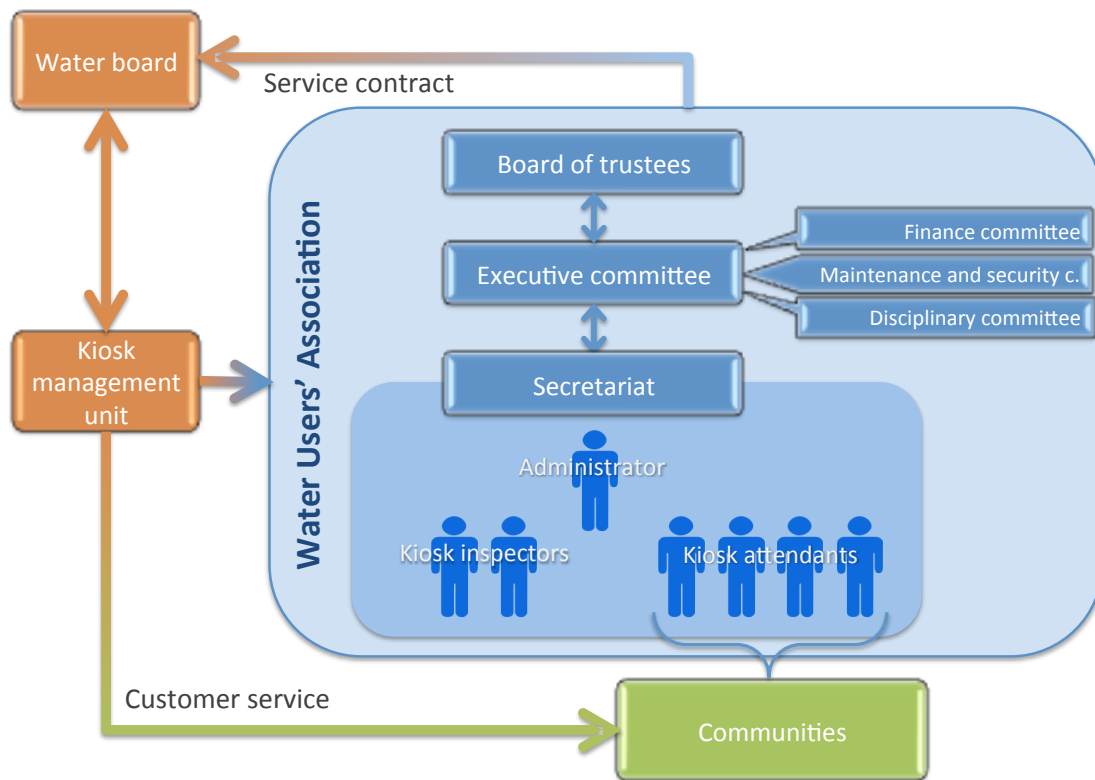 Water board
Service contract
Board of trustees
Water Users' Association
Finance committee
Executive committee
Maintenance and security c.
Disciplinary committee
Kiosk
management
unit
Secretariat
Administrator
Kiosk inspectors
Kiosk attendants
Customer service
Communities